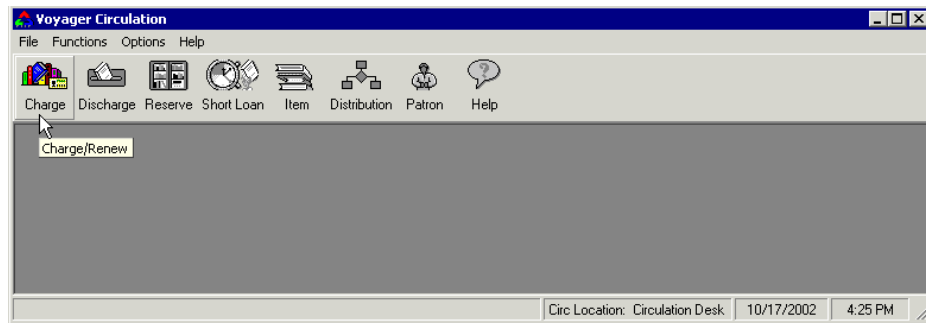 Voyager Circulation
File Functions Options Help
Charge Discharge Reserve Short Loan Item Distribution Patron Help
Charge/Renew
Circ Location: Circulation Desk 10/17/2002 4:25 PM